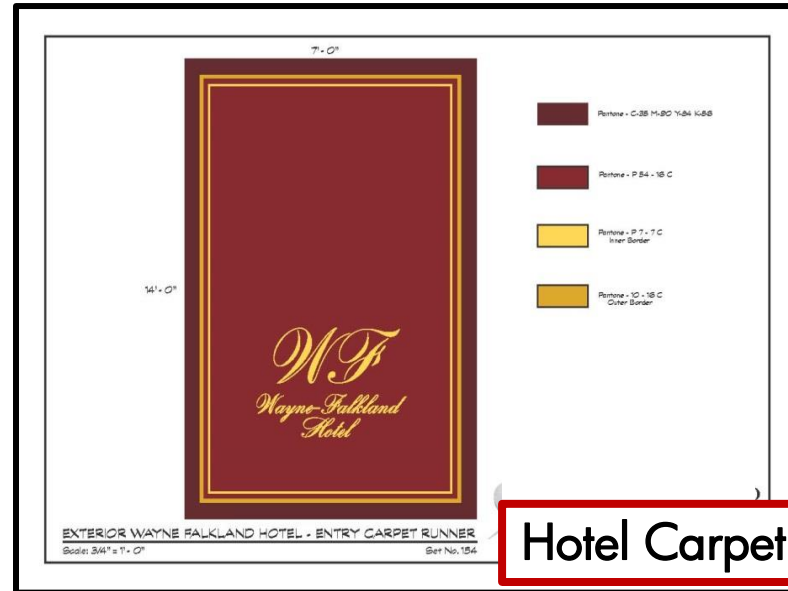 7'- 0"
Pantone - C-38 M-90 Y-84 K-58
Pantone - P 54 - 16 C
Pantone - P 7 - 7 C
Inner Border
14'- 0"
Pantone - 10 - 16 C
Outer Border
WF
Wayne-Falkland
Hotel
EXTERIOR WAYNE FALKLAND HOTEL - ENTRY CARPET RUNNER
Scale: 3/4" = 1'- 0"
Set No. 154
Hotel Carpet